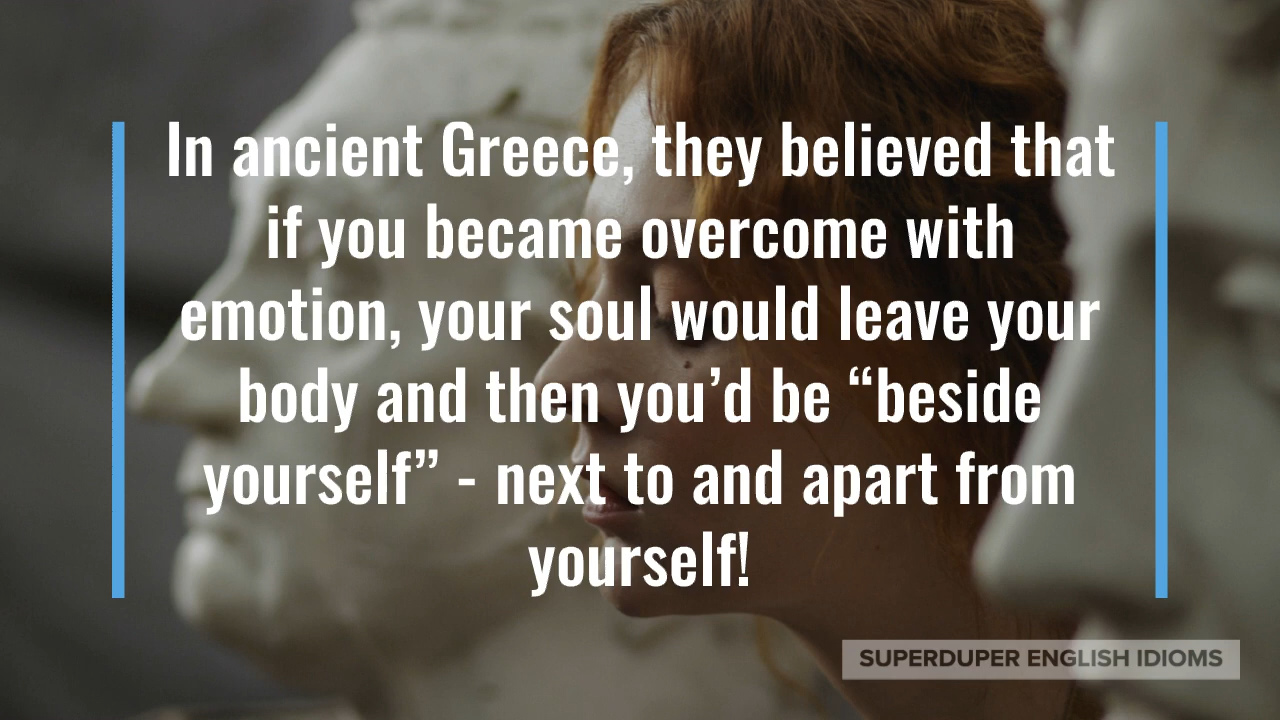 In ancient Greece, they believed that
if you became overcome with
emotion, your soul would leave your
body and then you’d be “beside
yourself” - next to and apart from
yourself!
SUPERDUPER ENGLISH IDIOMS